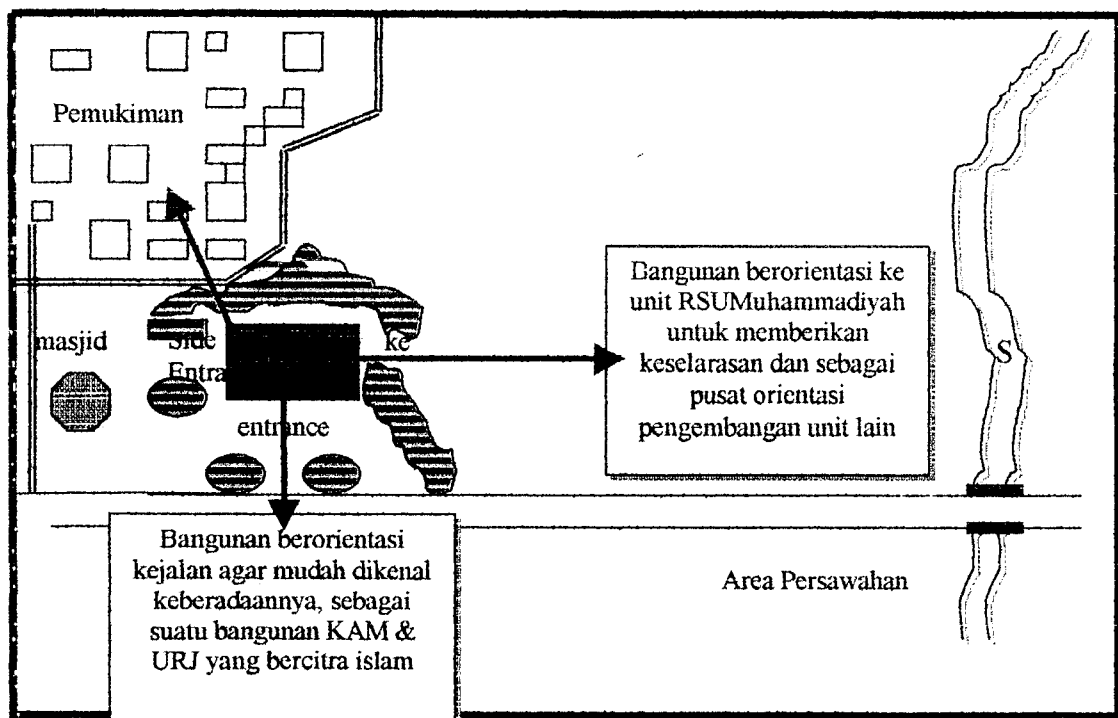 Pemukiman
masjid
Side
Entra
ke
entrance
Bangunan berorientasi ke
unit RSUMuhammadiyah
untuk memberikan
keselarasan dan sebagai
pusat orientasi
pengembangan unit lain
S
Bangunan berorientasi
kejalan agar mudah dikenal
keberadaannya, sebagai
suatu bangunan KAM &
URJ yang bercitra islam
Area Persawahan